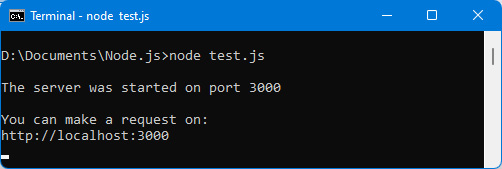 Terminal - node test.js
D:\Documents\Node.js>node test.js
The server was started on port 3000
You can make a request on:
http://localhost:3000